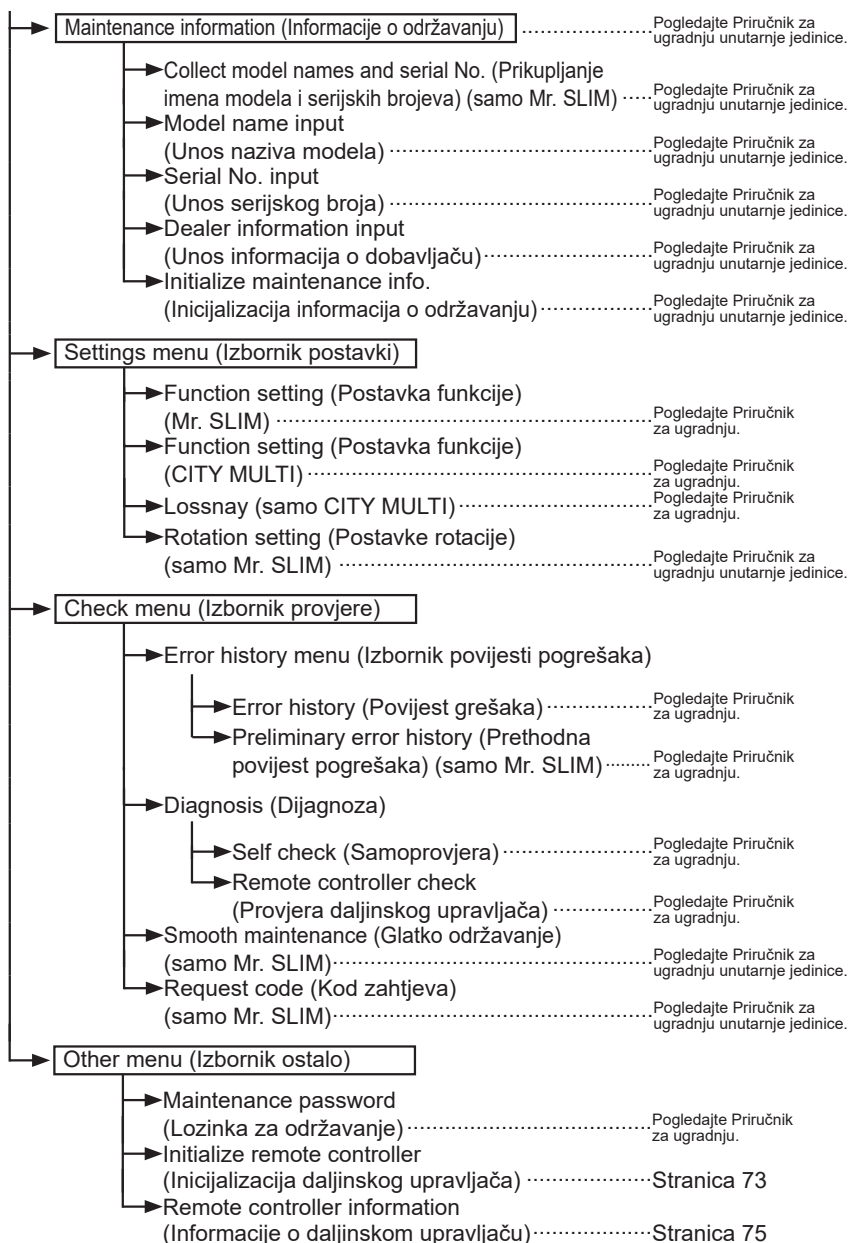 Maintenance information (Informacije o održavanju) Pogledajte Priručnik za
ugradnju unutarnje jedinice.
Collect model names and serial No. (Prikupljanje
imena modela i serijskih brojeva) (samo Mr. SLIM) Pogledajte Priručnik za
ugradnju unutarnje jedinice.
Model name input
(Unos naziva modela) Pogledajte Priručnik za
ugradnju unutarnje jedinice.
Serial No. input
(Unos serijskog broja) Pogledajte Priručnik za
ugradnju unutarnje jedinice.
Dealer information input
(Unos informacija o dobavljaču) Pogledajte Priručnik za
ugradnju unutarnje jedinice.
Initialize maintenance info.
(Inicijalizacija informacija o održavanju) Pogledajte Priručnik za
ugradnju unutarnje jedinice.
Settings menu (Izbornik postavki)
Function setting (Postavka funkcije)
(Mr. SLIM) Pogledajte Priručnik
za ugradnju.
Function setting (Postavka funkcije)
(CITY MULTI) Pogledajte Priručnik
za ugradnju.
Lossnay (samo CITY MULTI) Pogledajte Priručnik
za ugradnju.
Rotation setting (Postavke rotacije)
(samo Mr. SLIM) Pogledajte Priručnik za
ugradnju unutarnje jedinice.
Check menu (Izbornik provjere)
Error history menu (Izbornik povijesti pogrešaka)
Error history (Povijest grešaka) Pogledajte Priručnik
za ugradnju.
Preliminary error history (Prethodna
povijest pogrešaka) (samo Mr. SLIM) Pogledajte Priručnik
za ugradnju.
Diagnosis (Dijagnoza)
Self check (Samoprovjera) Pogledajte Priručnik
za ugradnju.
Remote controller check
(Provjera daljinskog upravljača) Pogledajte Priručnik
za ugradnju.
Smooth maintenance (Glatko održavanje)
(samo Mr. SLIM) Pogledajte Priručnik za
ugradnju unutarnje jedinice.
Request code (Kod zahtjeva)
(samo Mr. SLIM) Pogledajte Priručnik za
ugradnju unutarnje jedinice.
Other menu (Izbornik ostalo)
Maintenance password
(Lozinka za održavanje) Pogledajte Priručnik
za ugradnju.
Initialize remote controller
(Inicijalizacija daljinskog upravljača) Stranica 73
Remote controller information
(Informacije o daljinskom upravljaču) Stranica 75